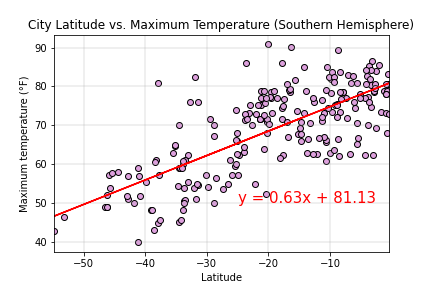 City Latitude vs. Maximum Temperature (Southern Hemisphere)
Maximum temperature (°F)
90
80
70
60
50
40
y = 0.63x + 81.13
−50
−40
−30
−20
−10
Latitude